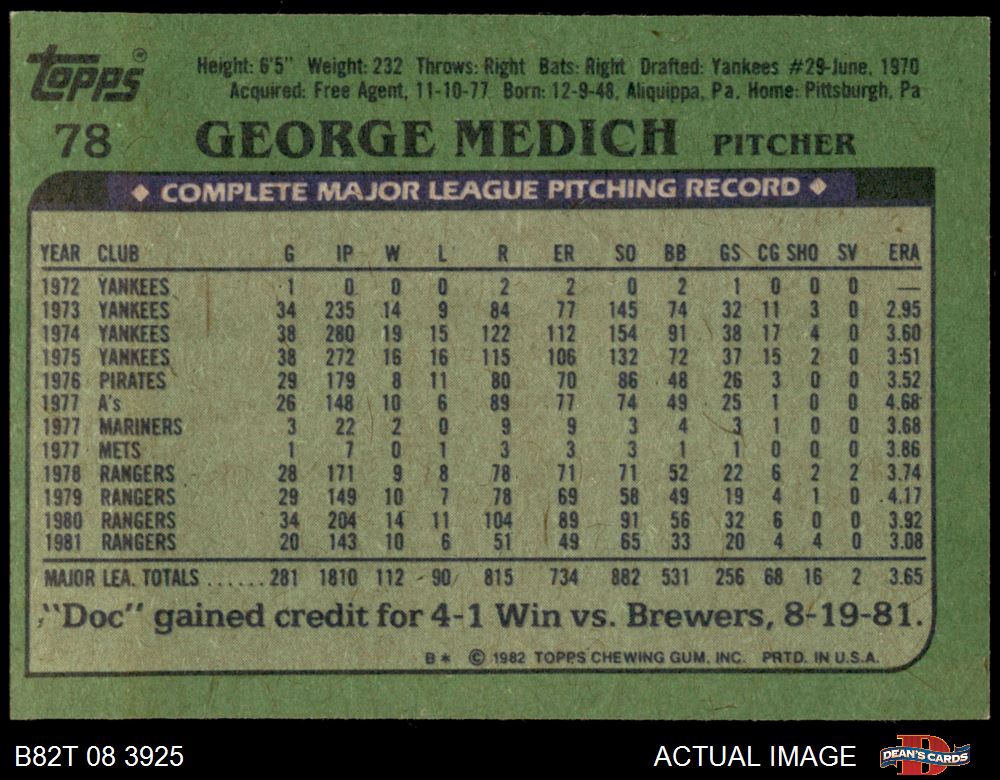 topps®
Height: 6'5" Weight: 232 Throws: Right Bats: Right Drafted: Yankees #29-June, 1970
Acquired: Free Agent, 11-10-77 Born: 12-9-48, Aliquippa, Pa. Home: Pittsburgh, Pa
78 GEORGE MEDICH PITCHER
◆ COMPLETE MAJOR LEAGUE PITCHING RECORD ◆
YEAR CLUB G IP W L R ER SO BB GS CG SHO SV ERA
1972 YANKEES 1 0 0 0 2 2 0 2 1 0 0 0 —
1973 YANKEES 34 235 14 9 84 77 145 74 32 11 3 0 2.95
1974 YANKEES 38 280 19 15 122 112 154 91 38 17 4 0 3.60
1975 YANKEES 38 272 16 16 115 106 132 72 37 15 2 0 3.51
1976 PIRATES 29 179 8 11 80 70 86 48 26 3 0 0 3.52
1977 A's 26 148 10 6 89 77 74 49 25 1 0 0 4.68
1977 MARINERS 3 22 2 0 9 9 3 4 3 1 0 0 3.68
1977 METS 1 7 0 1 3 3 3 1 1 0 0 0 3.86
1978 RANGERS 28 171 9 8 78 71 71 52 22 6 2 2 3.74
1979 RANGERS 29 149 10 7 78 69 58 49 19 4 1 0 4.17
1980 RANGERS 34 204 14 11 104 89 91 56 32 6 0 0 3.92
1981 RANGERS 20 143 10 6 51 49 65 33 20 4 4 0 3.08
MAJOR LEA. TOTALS ......281 1810 112 90 815 734 882 531 256 68 16 2 3.65
"Doc" gained credit for 4-1 Win vs. Brewers, 8-19-81.
B* © 1982 TOPPS CHEWING GUM, INC. PRTD. IN U.S.A.
B82T 08 3925 ACTUAL IMAGE DEAN'S CARDS